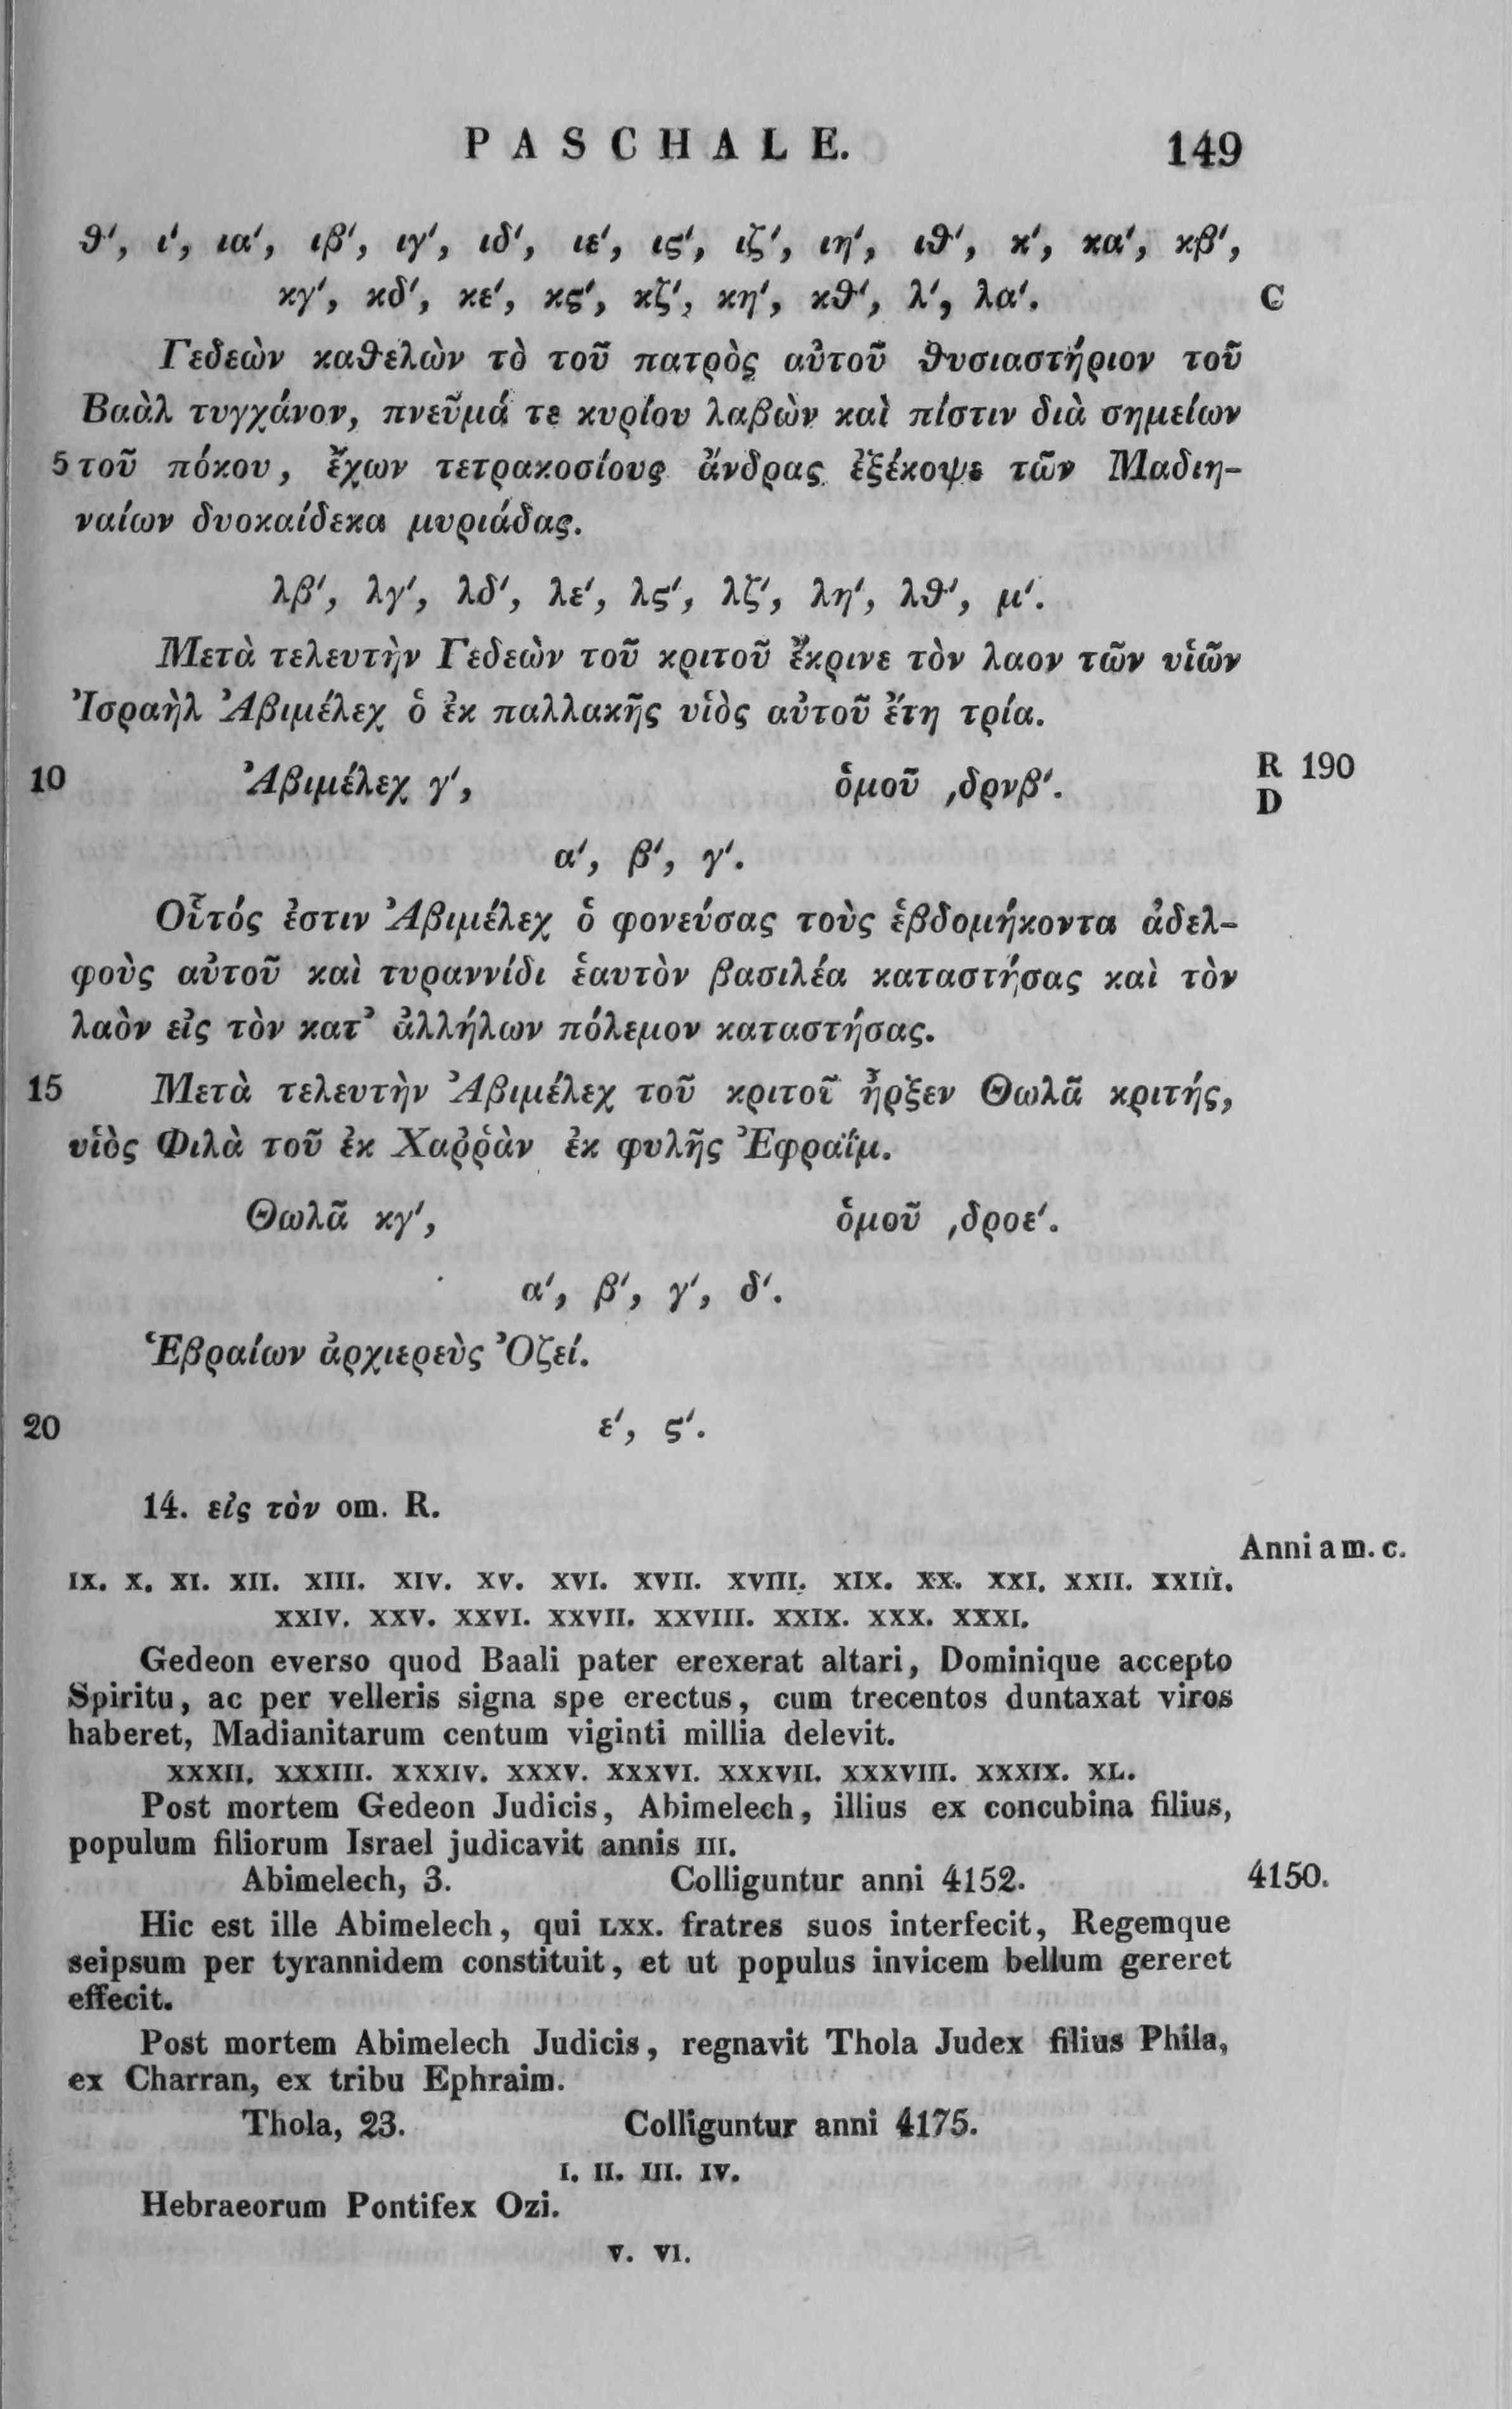 PASCHALE. 149
ϑ′, ι′, ια′, ιβ′, ιγ′, ιδ′, ιε′, ις′, ιζ′, ιη′, ιϑ′, κ′, κα′, κβ′,
κγ′, κδ′, κε′, κς′, κζ′, κη′, κϑ′, λ′, λα′. C
Γεδεὼν καϑελὼν τὸ τοῦ πατρὸς αὐτοῦ ϑυσιαστήριον τοῦ
Βαὰλ τυγχάνον, πνεῦμά τε κυρίου λαβὼν καὶ πίστιν διὰ σημείων
5 τοῦ πόκου, ἔχων τετρακοσίους ἄνδρας ἐξέκοψε τῶν Μαδιη-
ναίων δυοκαίδεκα μυριάδας.
λβ′, λγ′, λδ′, λε′, λς′, λζ′, λη′, λϑ′, μ′.
Μετὰ τελευτὴν Γεδεὼν τοῦ κριτοῦ ἔκρινε τὸν λαον τῶν υἱῶν
Ἰσραὴλ Ἀβιμέλεχ ὁ ἐκ παλλακῆς υἱὸς αὐτοῦ ἔτη τρία.
10 Ἀβιμέλεχ γ′, ὁμοῦ ͵δρνβ′. R 190
D
α′, β′, γ′.
Οὗτός ἐστιν Ἀβιμέλεχ ὁ φονεύσας τοὺς ἑβδομήκοντα ἀδελ-
φοὺς αὐτοῦ καὶ τυραννίδι ἑαυτὸν βασιλέα καταστήσας καὶ τὸν
λαὸν εἰς τὸν κατ᾽ ἀλλήλων πόλεμον καταστήσας.
15 Μετὰ τελευτὴν Ἀβιμέλεχ τοῦ κριτοῦ ἦρξεν Θωλᾶ κριτής,
υἱὸς Φιλὰ τοῦ ἐκ Χαῤῥὰν ἐκ φυλῆς Ἐφραΐμ.
Θωλᾶ κγ′, ὁμοῦ ͵δροε′.
α′, β′, γ′, δ′.
Ἑβραίων ἀρχιερεὺς Ὀζεί.
20 ε′, ς′.
14. εἰς τὸν om. R.
Anni a m. c.
IX. X. XI. XII. XIII. XIV. XV. XVI. XVII. XVIII. XIX. XX. XXI. XXII. XXIII.
XXIV. XXV. XXVI. XXVII. XXVIII. XXIX. XXX. XXXI.
Gedeon everso quod Baali pater erexerat altari, Dominique accepto
Spiritu, ac per velleris signa spe erectus, cum trecentos duntaxat viros
haberet, Madianitarum centum viginti millia delevit.
XXXII. XXXIII. XXXIV. XXXV. XXXVI. XXXVII. XXXVIII. XXXIX. XL.
Post mortem Gedeon Judicis, Abimelech, illius ex concubina filius,
populum filiorum Israel judicavit annis III.
Abimelech, 3. Colliguntur anni 4152. 4150.
Hic est ille Abimelech, qui LXX. fratres suos interfecit, Regemque
seipsum per tyrannidem constituit, et ut populus invicem bellum gereret
effecit.
Post mortem Abimelech Judicis, regnavit Thola Judex filius Phila,
ex Charran, ex tribu Ephraim.
Thola, 23. Colliguntur anni 4175.
I. II. III. IV.
Hebraeorum Pontifex Ozi.
V. VI.